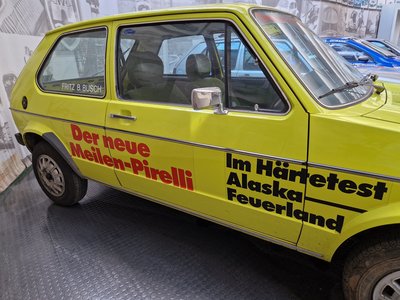 FRITZ B. BUSCH
Der neue
Meilen-Pirelli
Im Härtetest
Alaska
Feuerland